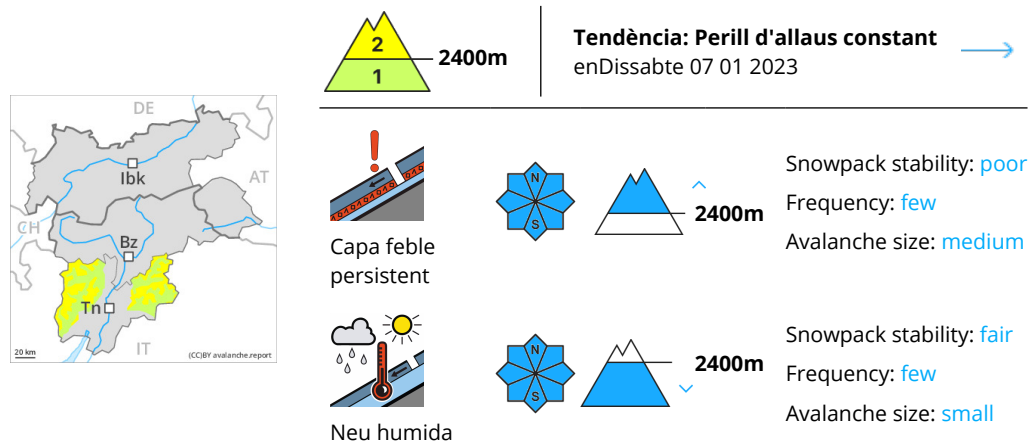 2
1
2400m
Tendència: Perill d'allaus constant
enDissabte 07 01 2023
DE
AT
Ibk
CH
Bz
Tn
IT
20 km
(CC)BY avalanche.report
N
S
2400m
Snowpack stability: poor
Frequency: few
Avalanche size: medium
Capa feble
persistent
N
S
2400m
Snowpack stability: fair
Frequency: few
Avalanche size: small
Neu humida